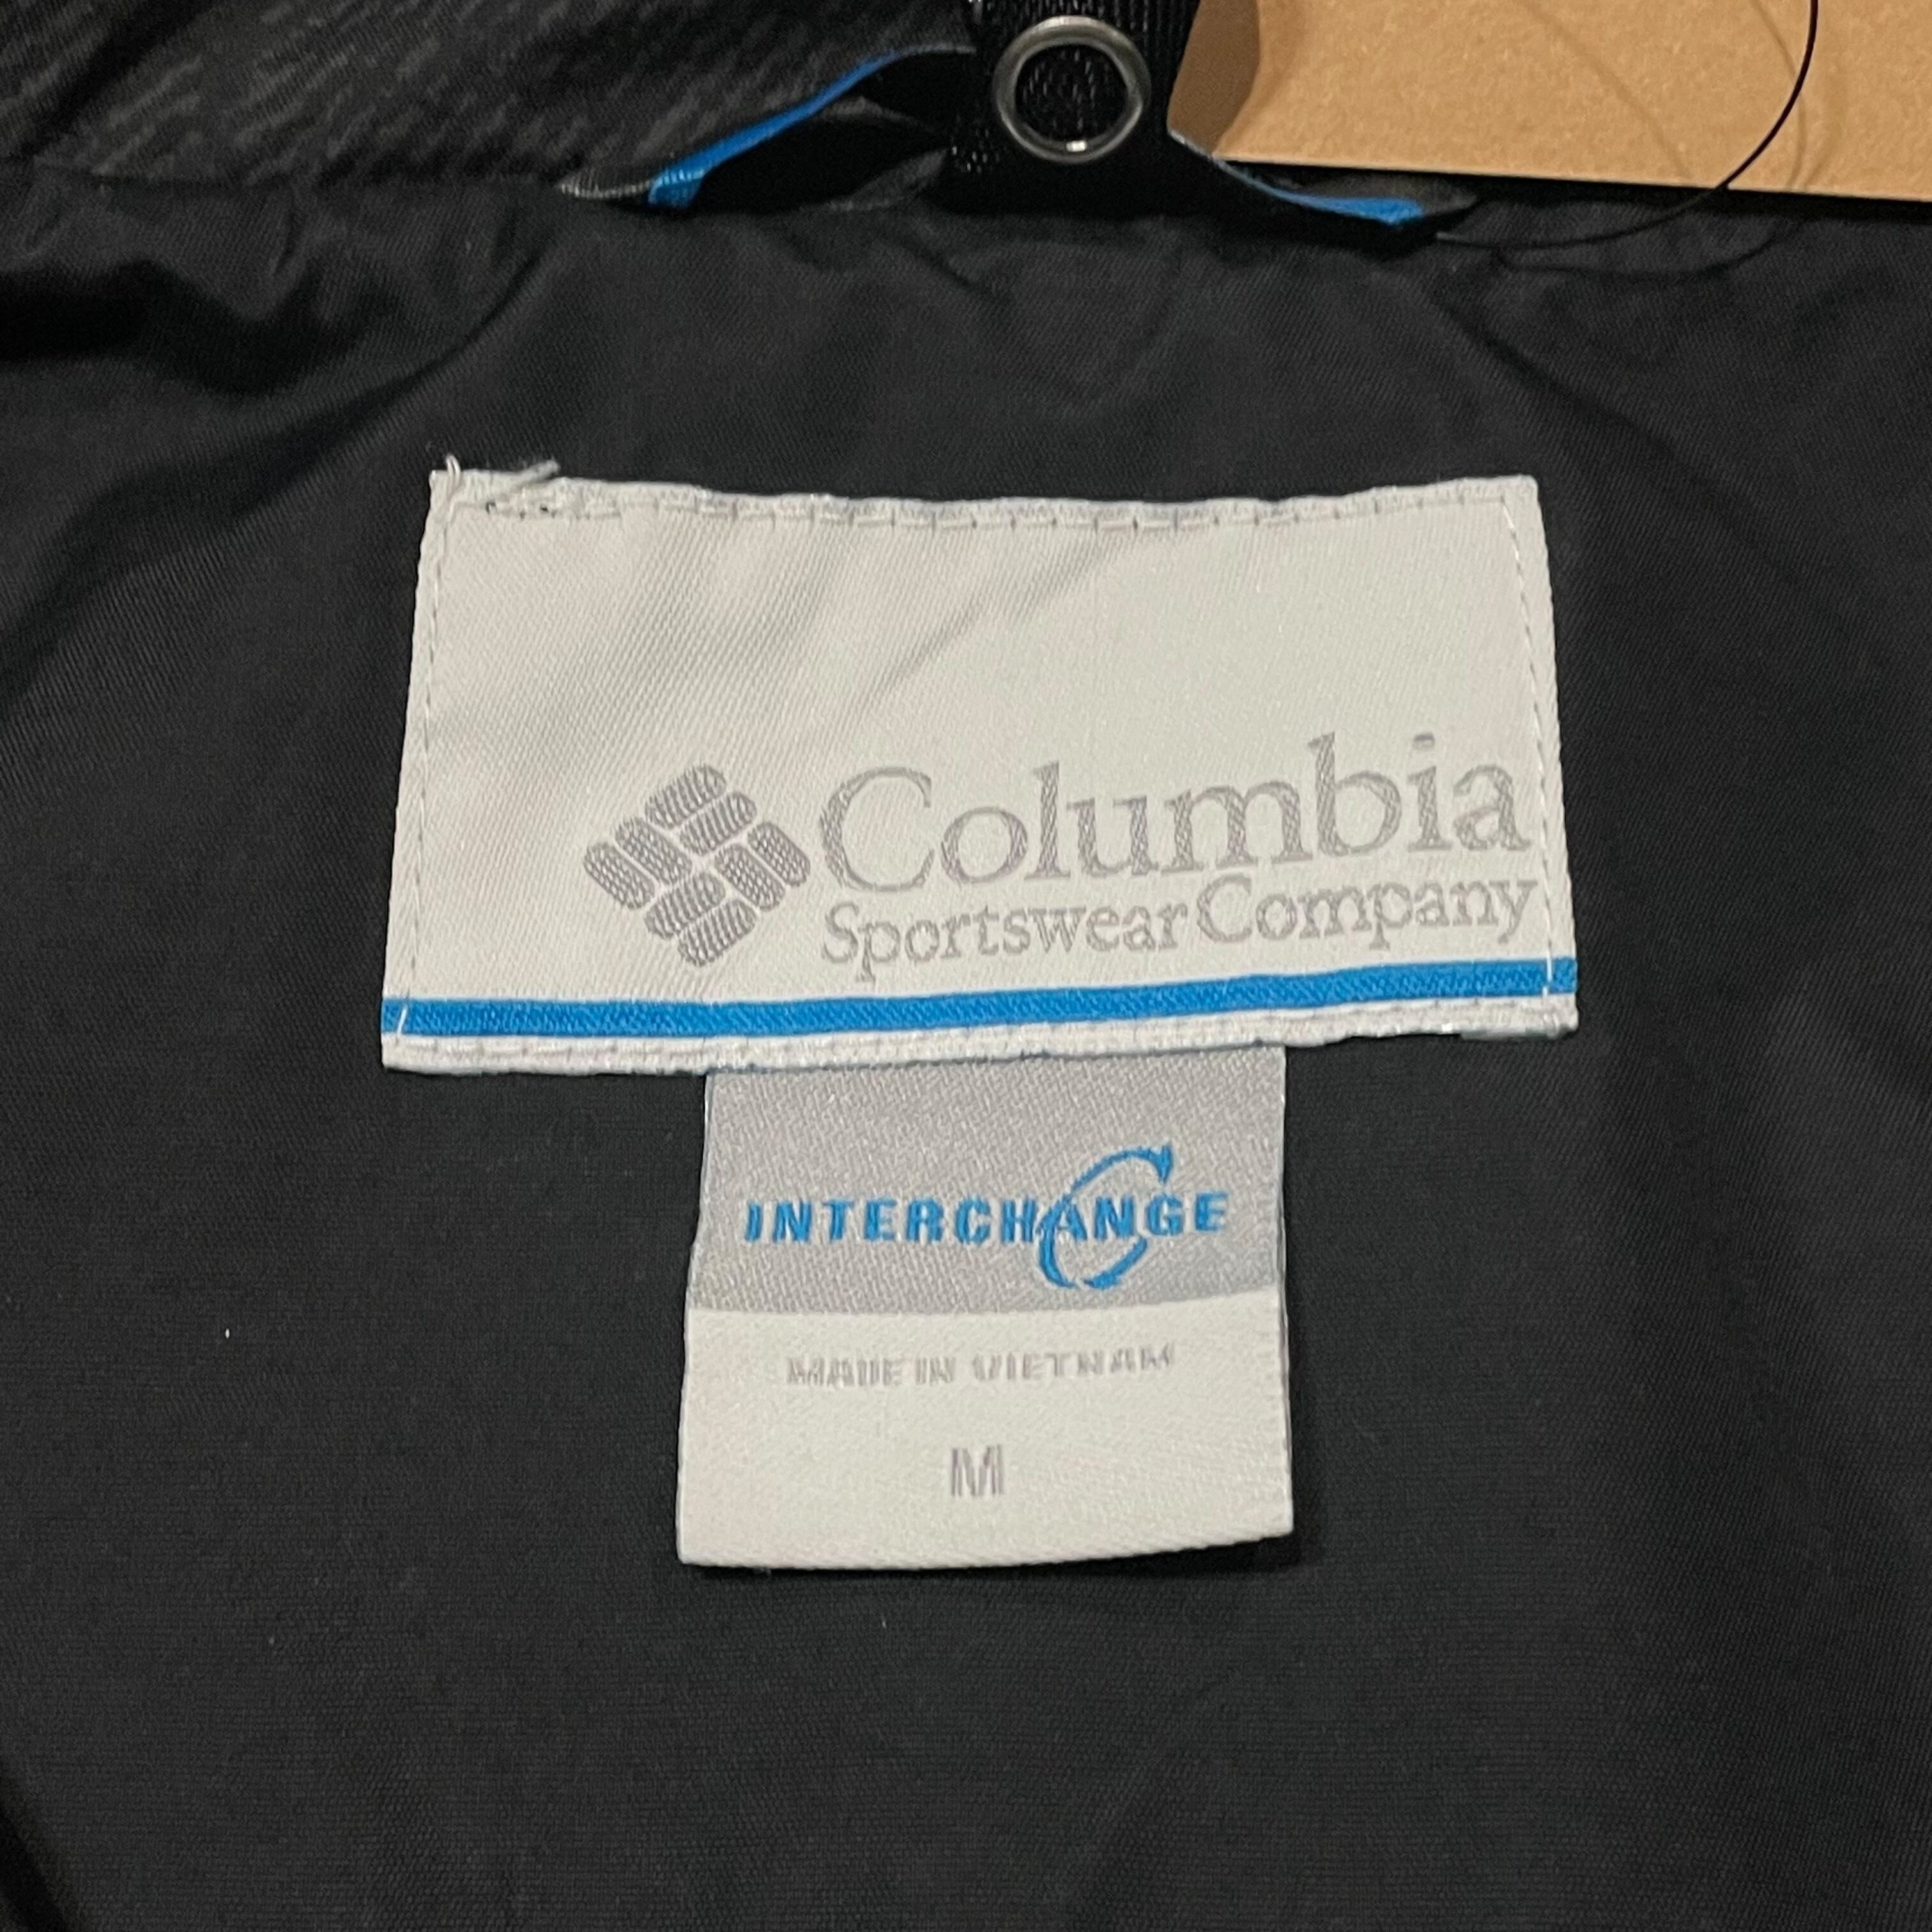 Columbia
Sportswear Company
INTERCHANGE
MADE IN VIETNAM
M